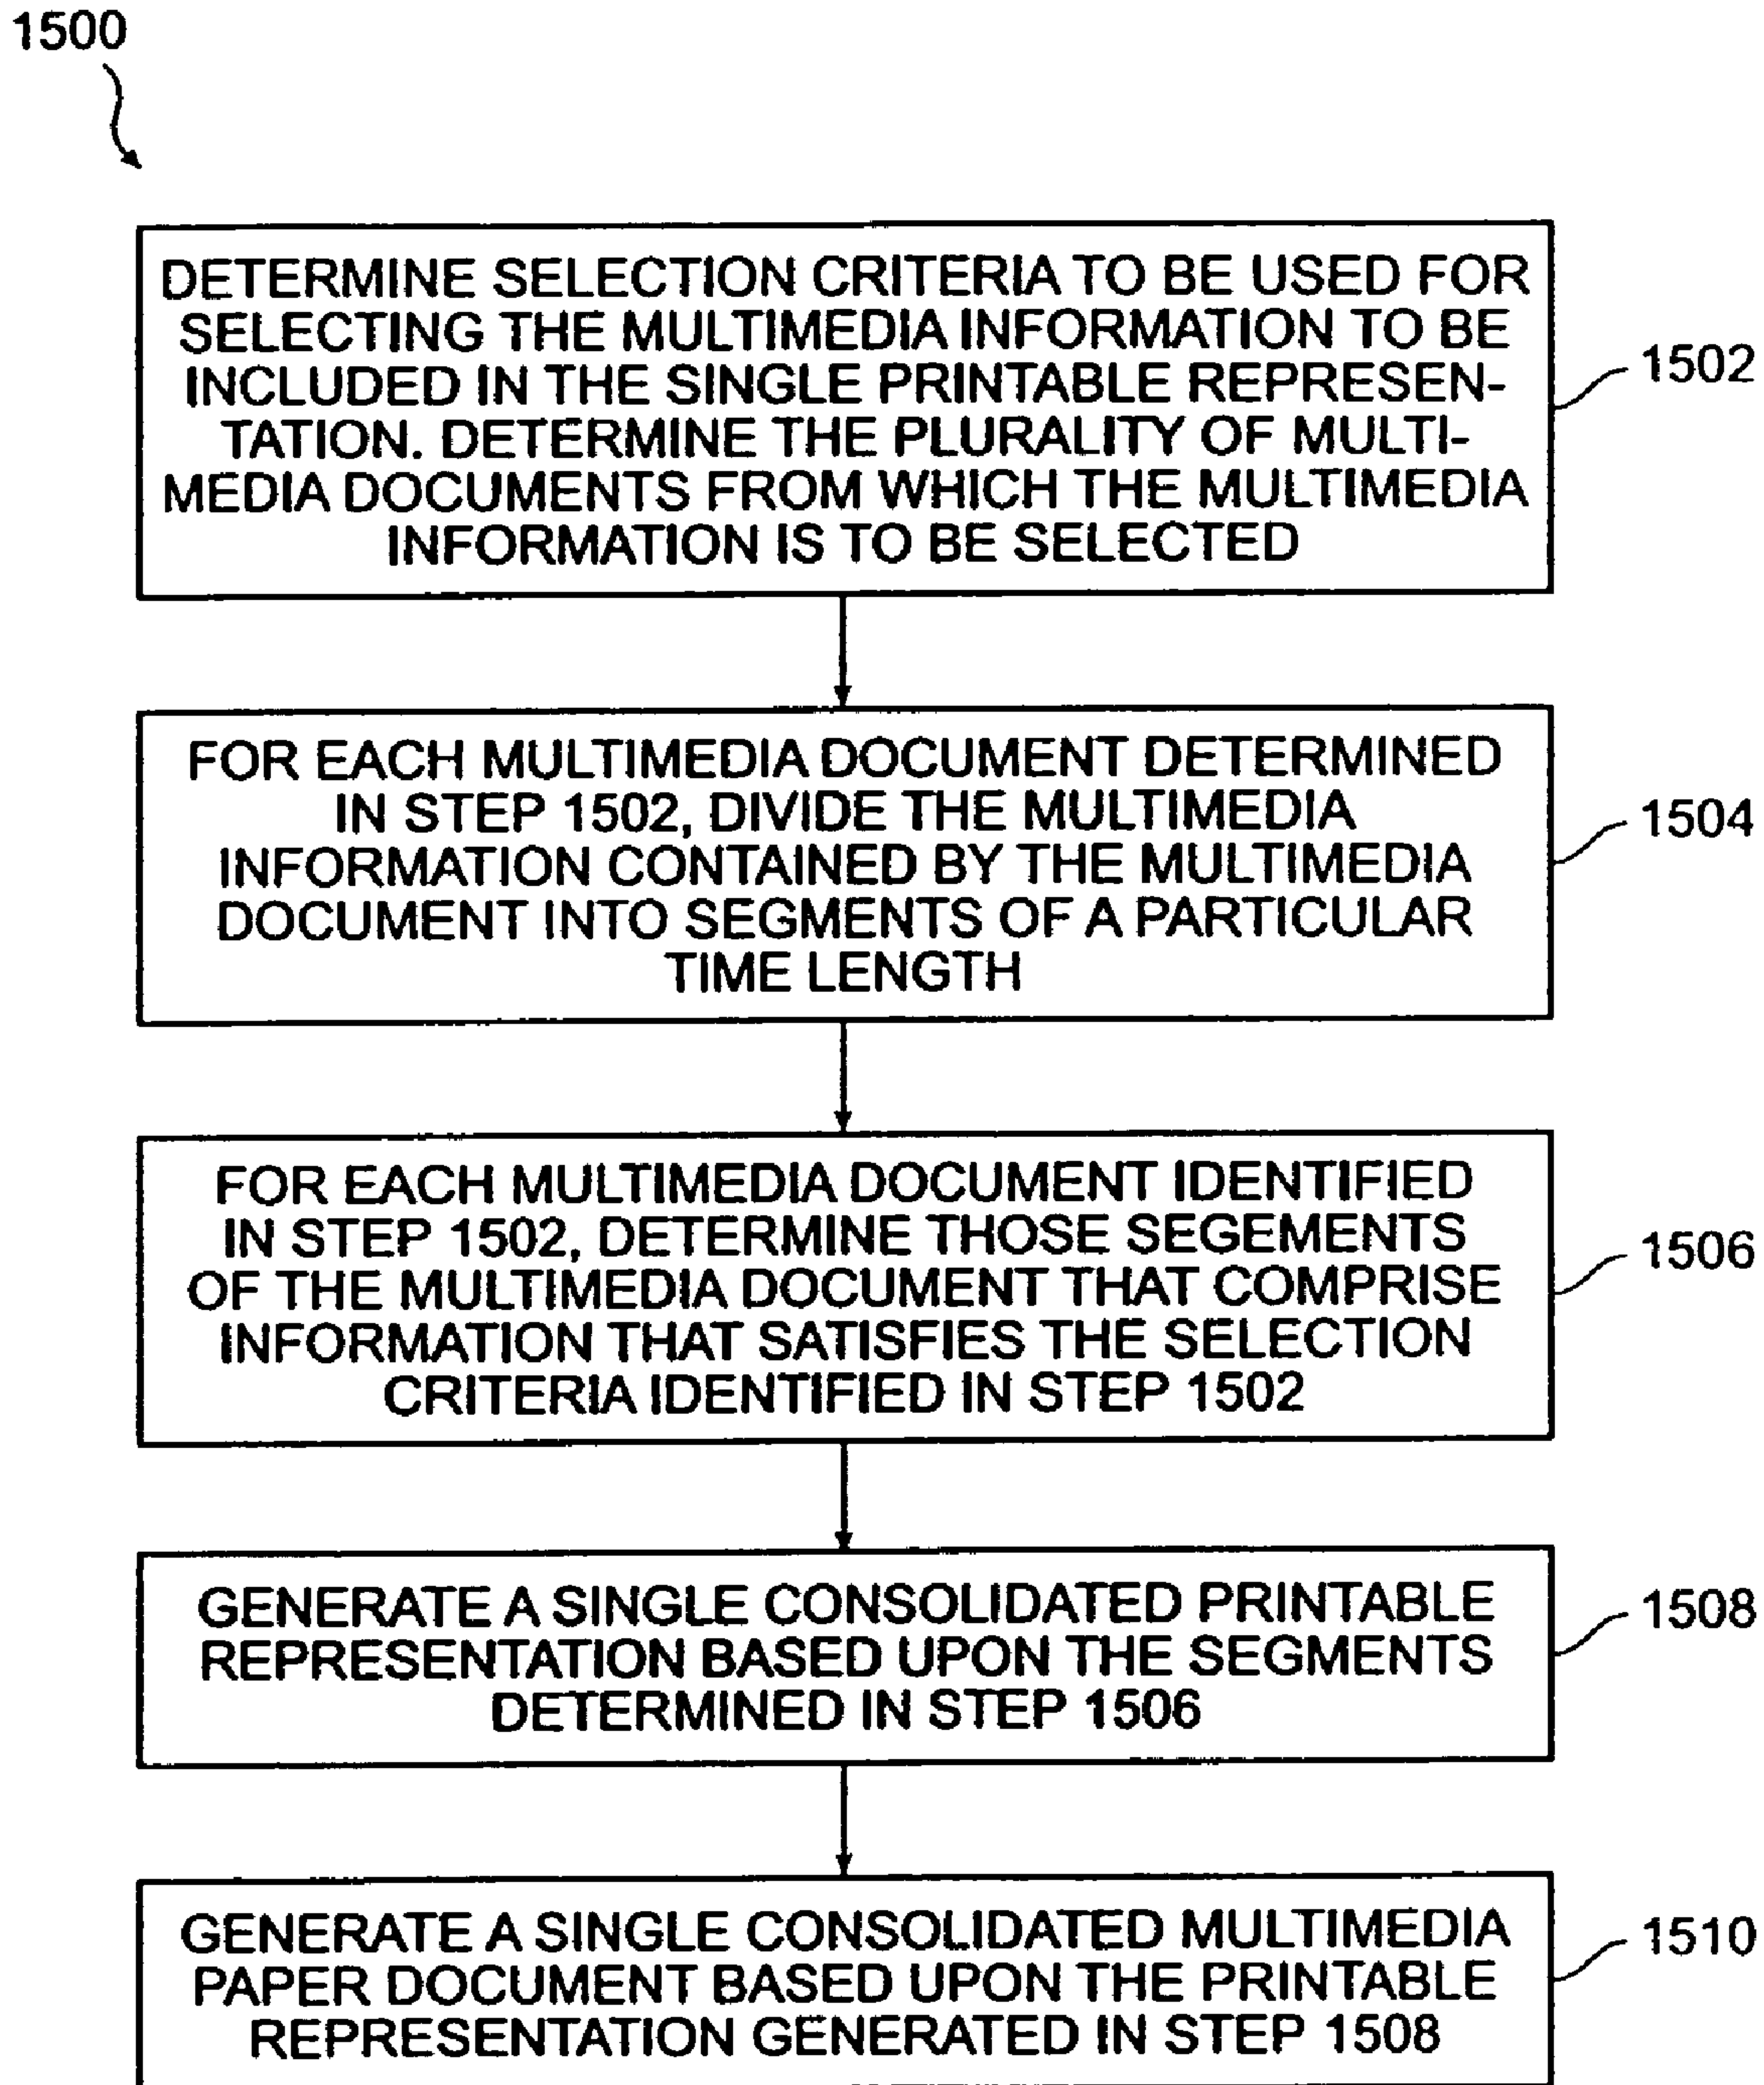 1500
DETERMINE SELECTION CRITERIA TO BE USED FOR
SELECTING THE MULTIMEDIA INFORMATION TO BE
INCLUDED IN THE SINGLE PRINTABLE REPRESEN-
TATION. DETERMINE THE PLURALITY OF MULTI-
MEDIA DOCUMENTS FROM WHICH THE MULTIMEDIA
INFORMATION IS TO BE SELECTED
1502
FOR EACH MULTIMEDIA DOCUMENT DETERMINED
IN STEP 1502, DIVIDE THE MULTIMEDIA
INFORMATION CONTAINED BY THE MULTIMEDIA
DOCUMENT INTO SEGMENTS OF A PARTICULAR
TIME LENGTH
1504
FOR EACH MULTIMEDIA DOCUMENT IDENTIFIED
IN STEP 1502, DETERMINE THOSE SEGEMENTS
OF THE MULTIMEDIA DOCUMENT THAT COMPRISE
INFORMATION THAT SATISFIES THE SELECTION
CRITERIA IDENTIFIED IN STEP 1502
1506
GENERATE A SINGLE CONSOLIDATED PRINTABLE
REPRESENTATION BASED UPON THE SEGMENTS
DETERMINED IN STEP 1506
1508
GENERATE A SINGLE CONSOLIDATED MULTIMEDIA
PAPER DOCUMENT BASED UPON THE PRINTABLE
REPRESENTATION GENERATED IN STEP 1508
1510